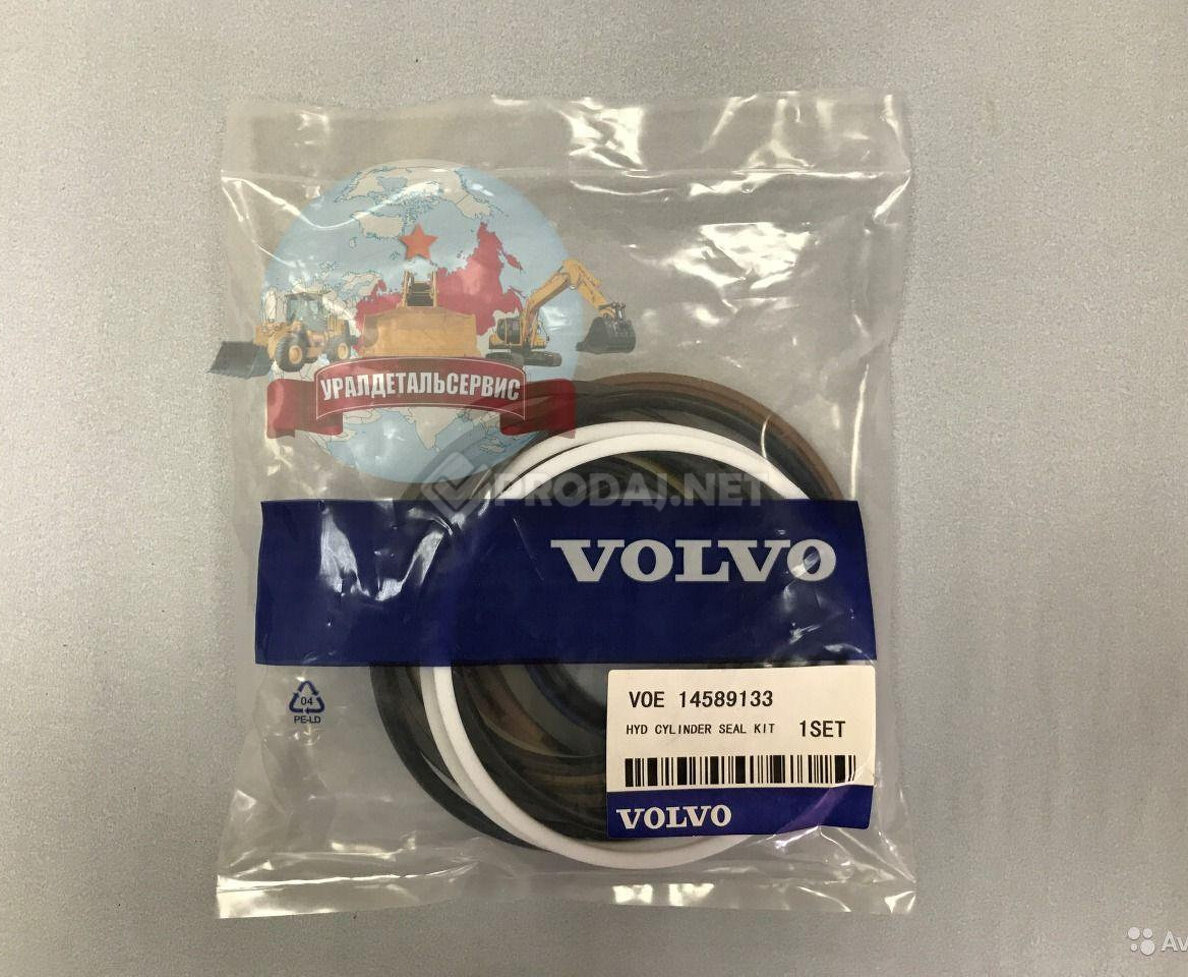 УРАЛДЕТАЛЬСЕРВИС
PRODAJ.NET
VOLVO
04
PE-LD
VOE 14589133
HYD CYLINDER SEAL KIT 1SET
VOLVO